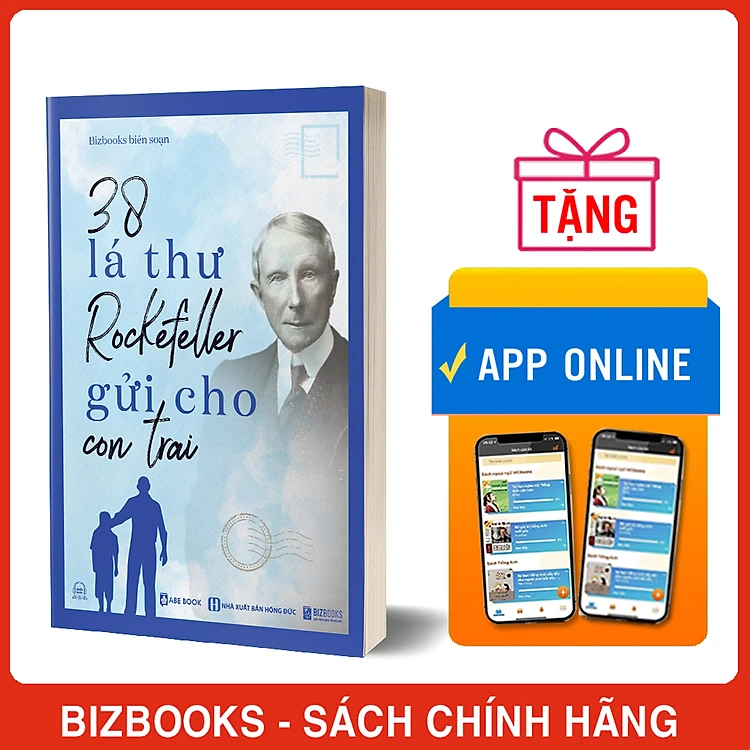 Bizbooks biên soạn
38
lá thư
Rockefeller
gửi cho
con trai
ABE BOOK
NHÀ XUẤT BẢN HỒNG ĐỨC
BIZBOOKS
TẶNG
APP ONLINE
BIZBOOKS - SÁCH CHÍNH HÃNG